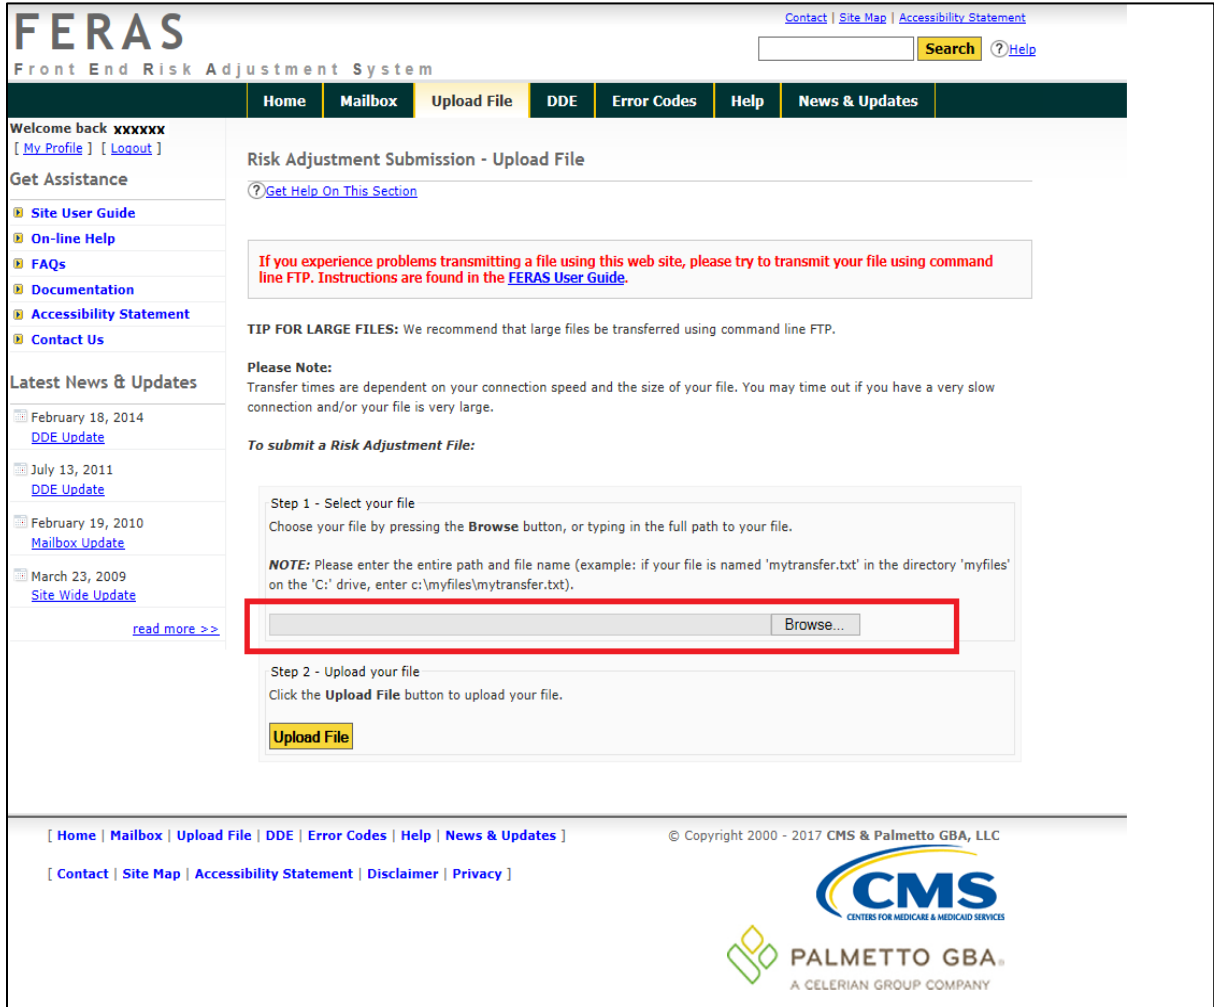 FERAS
Front End Risk Adjustment System
Contact | Site Map | Accessibility Statement
Search ?Help
Home Mailbox Upload File DDE Error Codes Help News & Updates
Welcome back xxxxxx
[ My Profile ] [ Logout ]
Get Assistance
Site User Guide
On-line Help
FAQs
Documentation
Accessibility Statement
Contact Us
Latest News & Updates
February 18, 2014
DDE Update
July 13, 2011
DDE Update
February 19, 2010
Mailbox Update
March 23, 2009
Site Wide Update
read more >>
Risk Adjustment Submission - Upload File
?Get Help On This Section
If you experience problems transmitting a file using this web site, please try to transmit your file using command
line FTP. Instructions are found in the FERAS User Guide.
TIP FOR LARGE FILES: We recommend that large files be transferred using command line FTP.
Please Note:
Transfer times are dependent on your connection speed and the size of your file. You may time out if you have a very slow
connection and/or your file is very large.
To submit a Risk Adjustment File:
Step 1 - Select your file
Choose your file by pressing the Browse button, or typing in the full path to your file.
NOTE: Please enter the entire path and file name (example: if your file is named 'mytransfer.txt' in the directory 'myfiles'
on the 'C:' drive, enter c:\myfiles\mytransfer.txt).
Browse...
Step 2 - Upload your file
Click the Upload File button to upload your file.
Upload File
[ Home | Mailbox | Upload File | DDE | Error Codes | Help | News & Updates ]
[ Contact | Site Map | Accessibility Statement | Disclaimer | Privacy ]
© Copyright 2000 - 2017 CMS & Palmetto GBA, LLC
CMS
CENTERS FOR MEDICARE & MEDICAID SERVICES
PALMETTO GBA®
A CELERIAN GROUP COMPANY